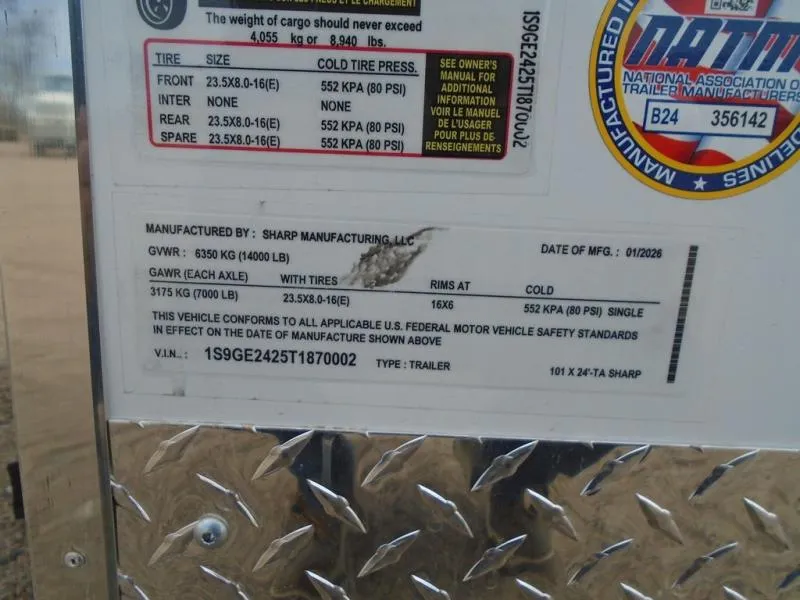 The weight of cargo should never exceed
4,055 kg or 8,940 lbs.
TIRE SIZE COLD TIRE PRESS.
FRONT 23.5X8.0-16(E) 552 KPA (80 PSI)
INTER NONE NONE
REAR 23.5X8.0-16(E) 552 KPA (80 PSI)
SPARE 23.5X8.0-16(E) 552 KPA (80 PSI)
SEE OWNER'S
MANUAL FOR
ADDITIONAL
INFORMATION
VOIR LE MANUEL
DE L'USAGER
POUR PLUS DE
RENSEIGNEMENTS
1S9GE2425T1870002
MANUFACTURED IN
NATM
NATIONAL ASSOCIATION O
TRAILER MANUFACTURERS
B24 356142
MANUFACTU
DELINES
MANUFACTURED BY : SHARP MANUFACTURING, LLC
DATE OF MFG. : 01/2026
GVWR : 6350 KG (14000 LB)
GAWR (EACH AXLE) WITH TIRES RIMS AT COLD
3175 KG (7000 LB) 23.5X8.0-16(E) 16X6 552 KPA (80 PSI) SINGLE
THIS VEHICLE CONFORMS TO ALL APPLICABLE U.S. FEDERAL MOTOR VEHICLE SAFETY STANDARDS
IN EFFECT ON THE DATE OF MANUFACTURE SHOWN ABOVE
V.I.N.. : 1S9GE2425T1870002 TYPE : TRAILER 101 X 24'-TA SHARP